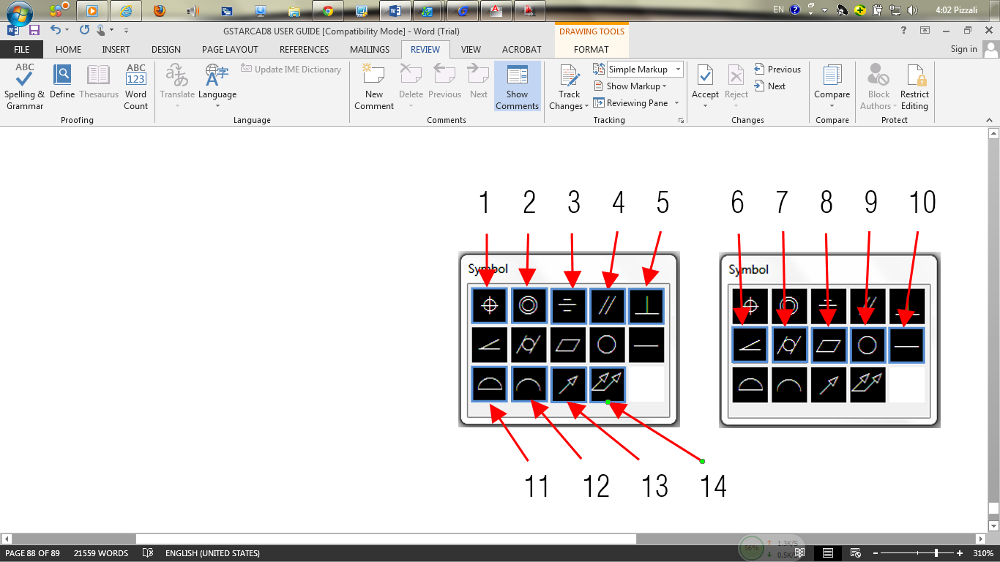 EN
4:02 Pizzali
GSTARCAD8 USER GUIDE [Compatibility Mode] - Word (Trial)
DRAWING TOOLS
FILE HOME INSERT DESIGN PAGE LAYOUT REFERENCES MAILINGS REVIEW VIEW ACROBAT FORMAT Sign in
ABC
Spelling & Grammar
Define
Thesaurus
ABC 123
Word Count
Proofing
Translate
Language
Update IME Dictionary
Language
New Comment
Delete
Previous
Next
Show Comments
Comments
Track Changes
Simple Markup
Show Markup
Reviewing Pane
Tracking
Accept
Reject
Previous
Next
Changes
Compare
Compare
Block Authors
Restrict Editing
Protect
1 2 3 4 5 6 7 8 9 10
Symbol
Symbol
11 12 13 14
PAGE 88 OF 89 21559 WORDS ENGLISH (UNITED STATES)
56%
1.3K/S
0.5K/S
310%